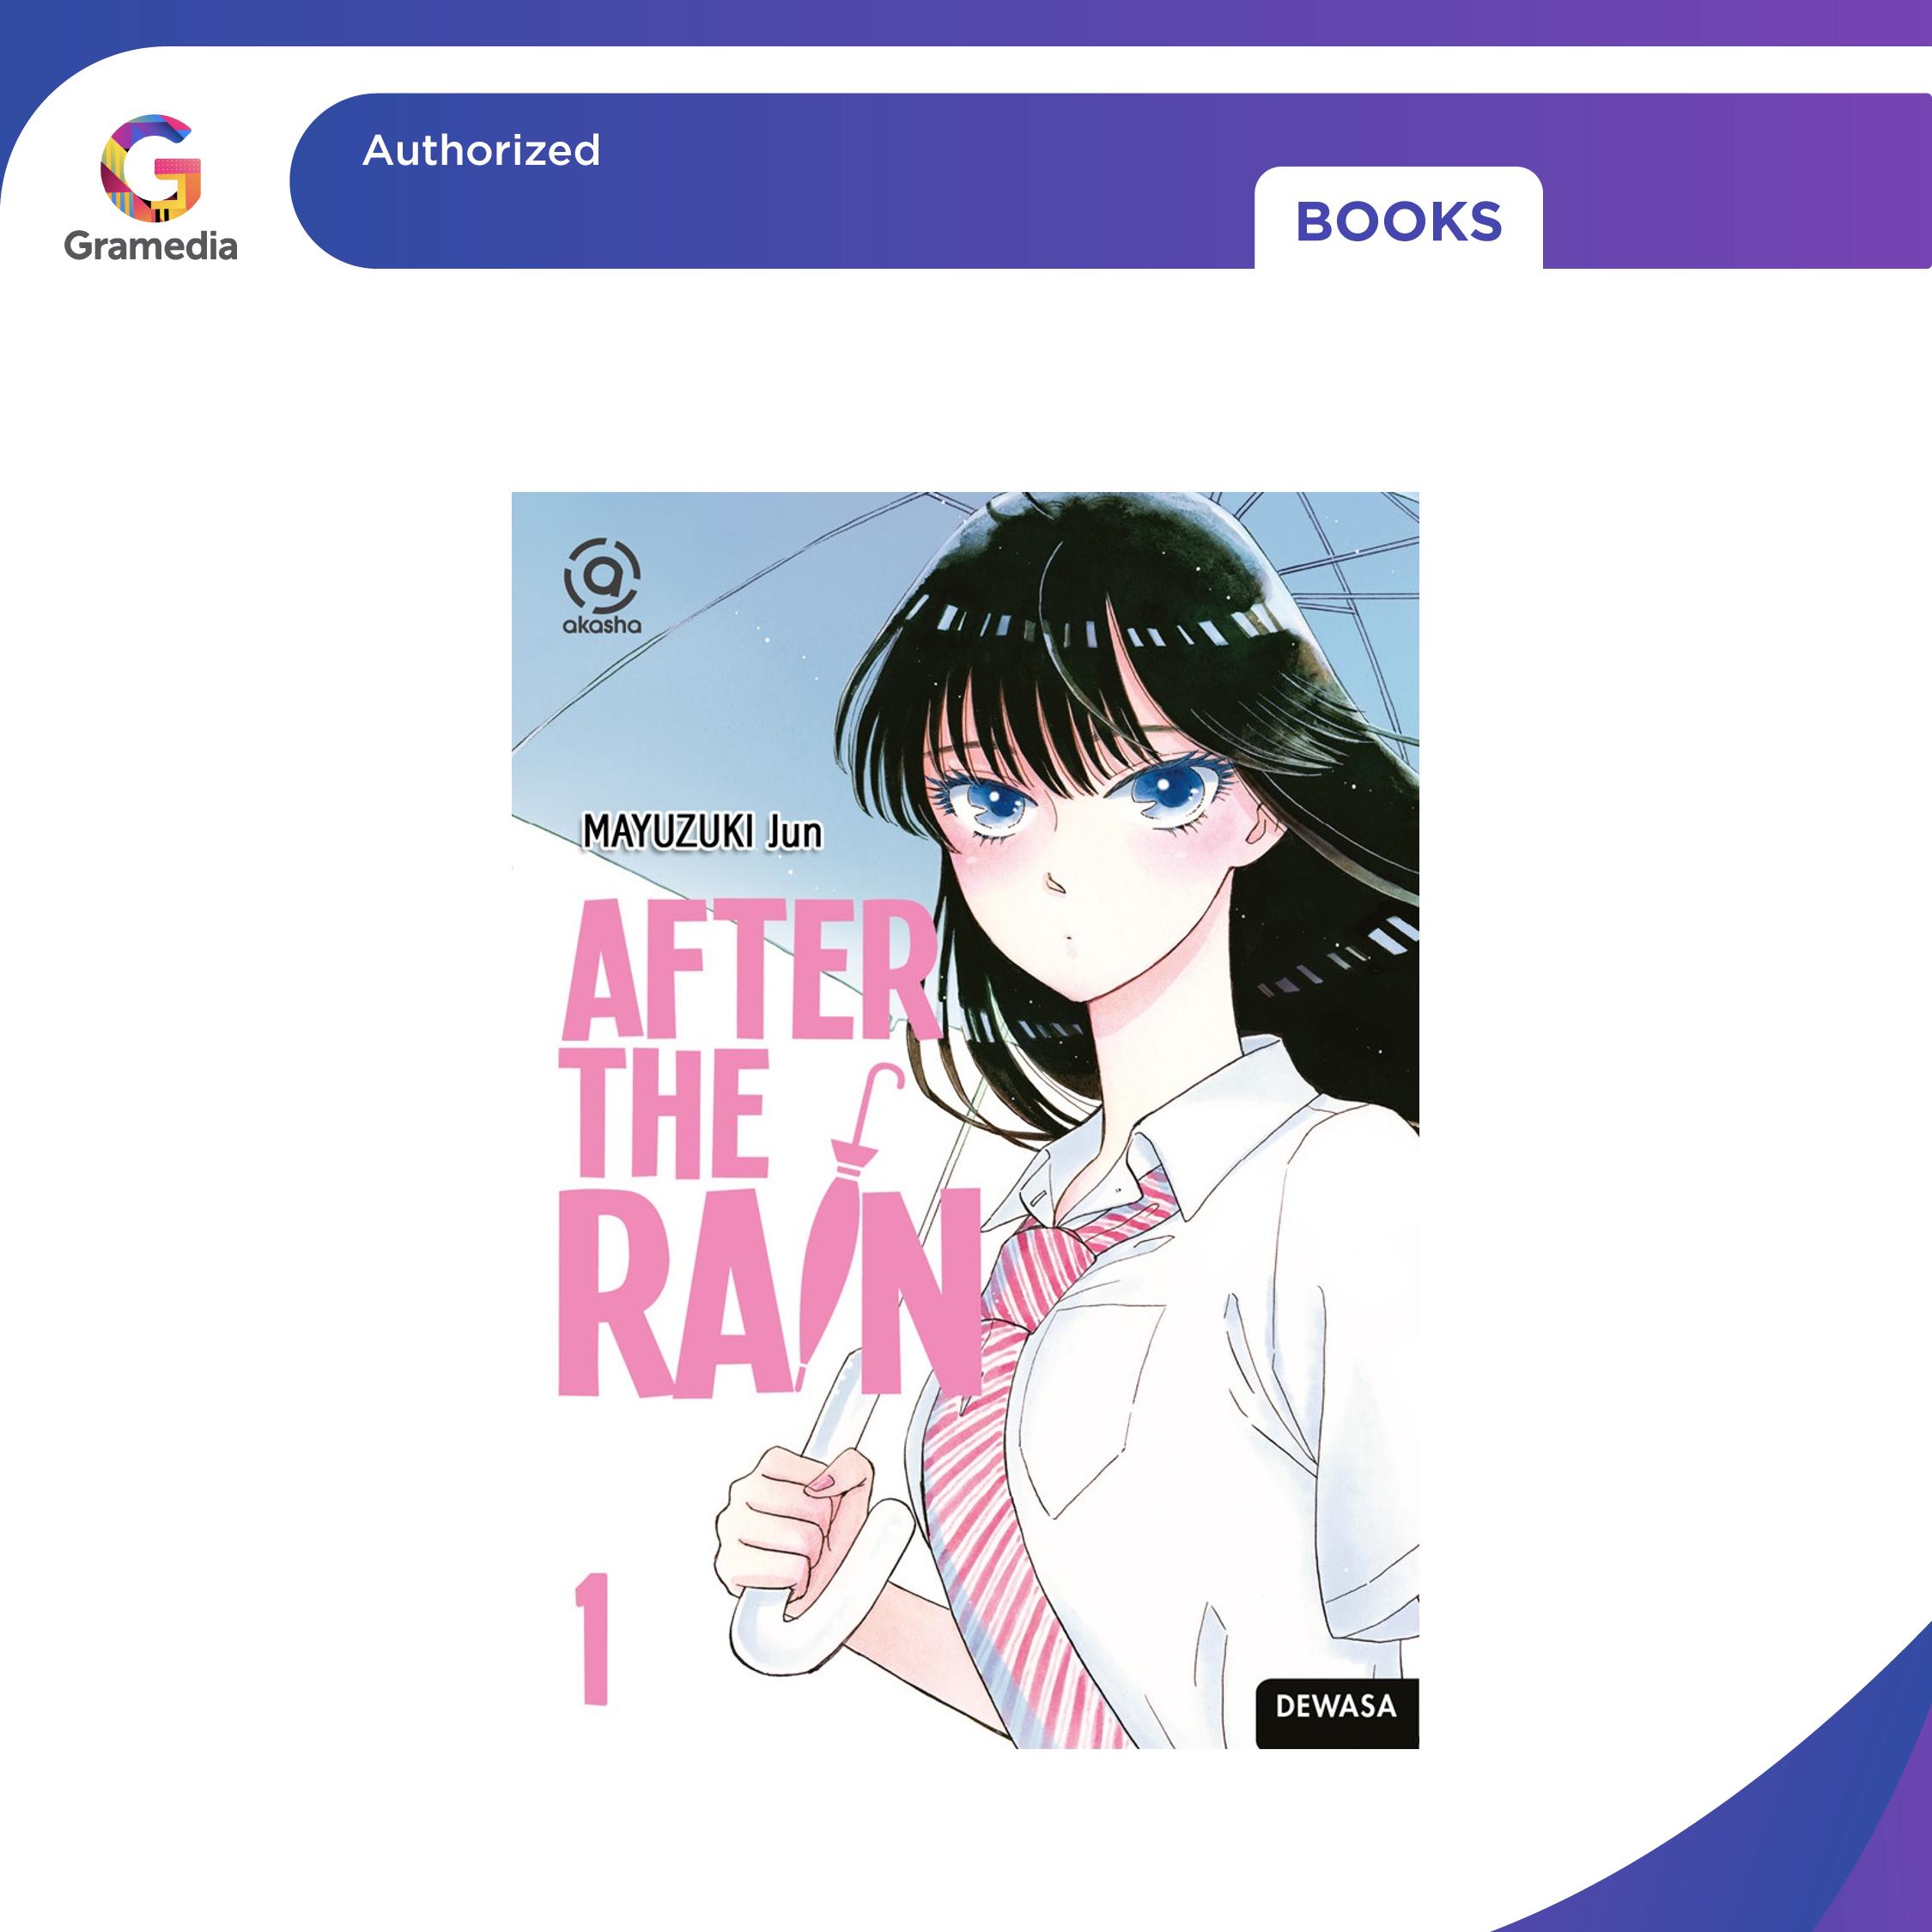 Authorized
Gramedia
BOOKS
akasha
MAYUZUKI Jun
AFTER
THE
RAIN
1
DEWASA